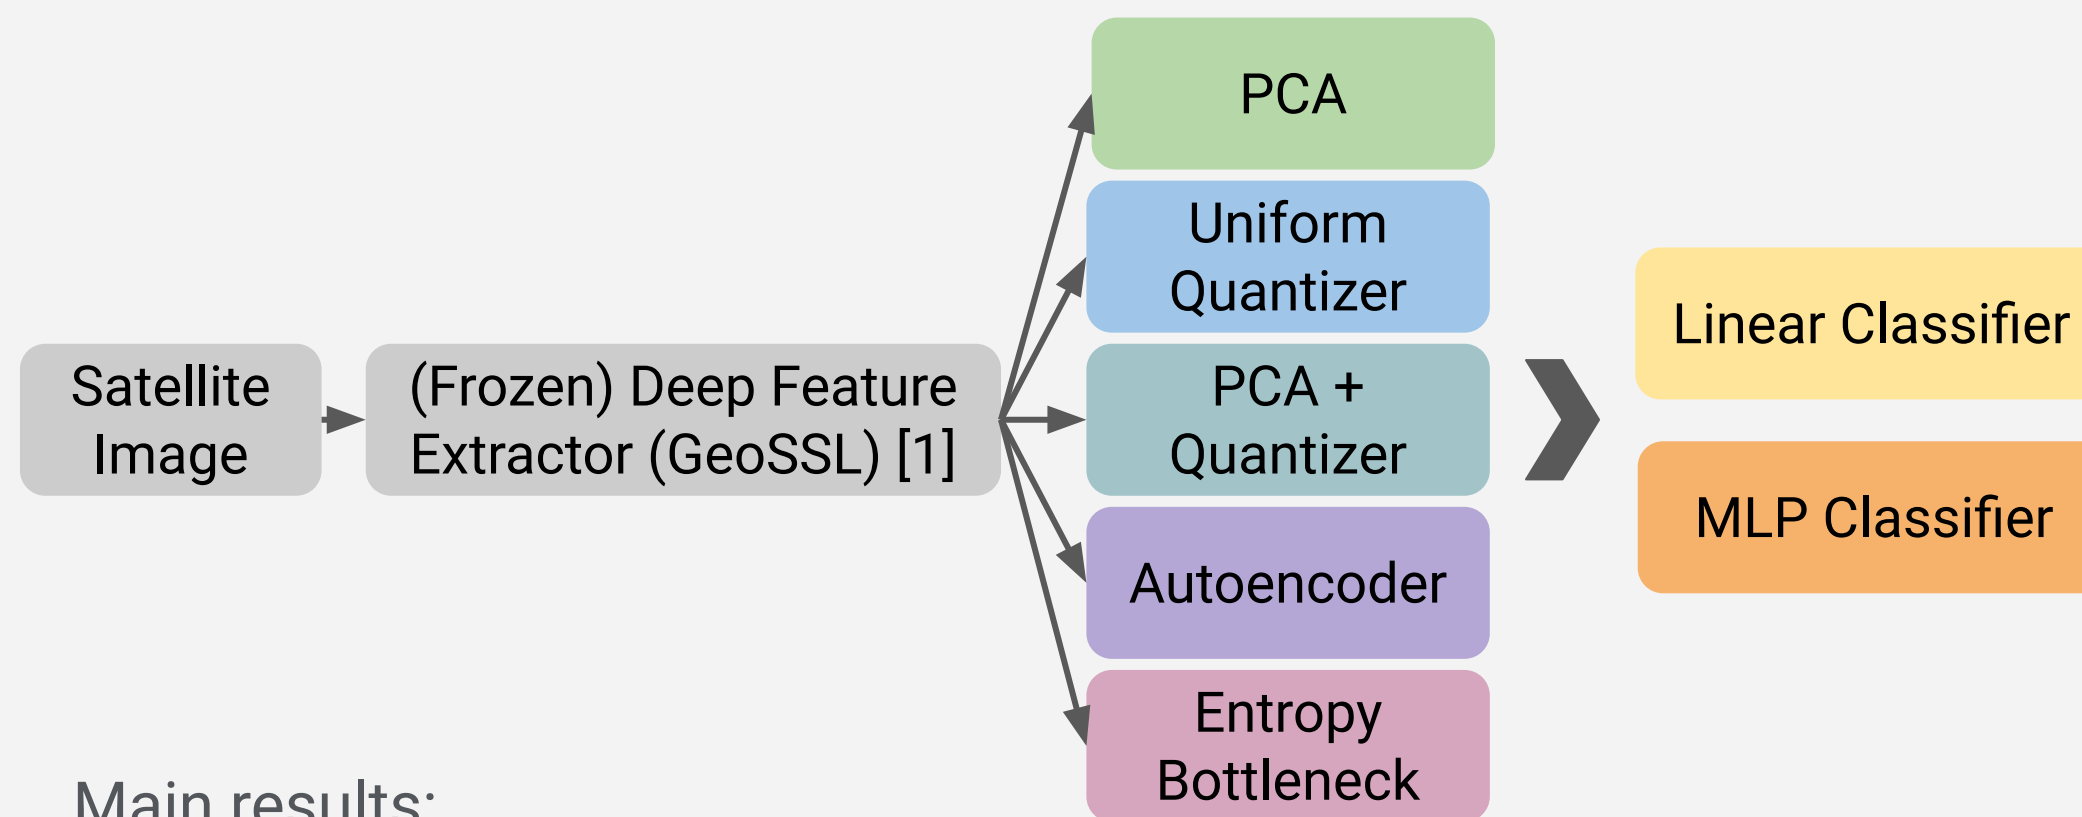 PCA
Uniform
Quantizer
Satellite
Image
(Frozen) Deep Feature
Extractor (GeoSSL) [1]
PCA +
Quantizer
Autoencoder
Entropy
Bottleneck
Linear Classifier
MLP Classifier
Main results: